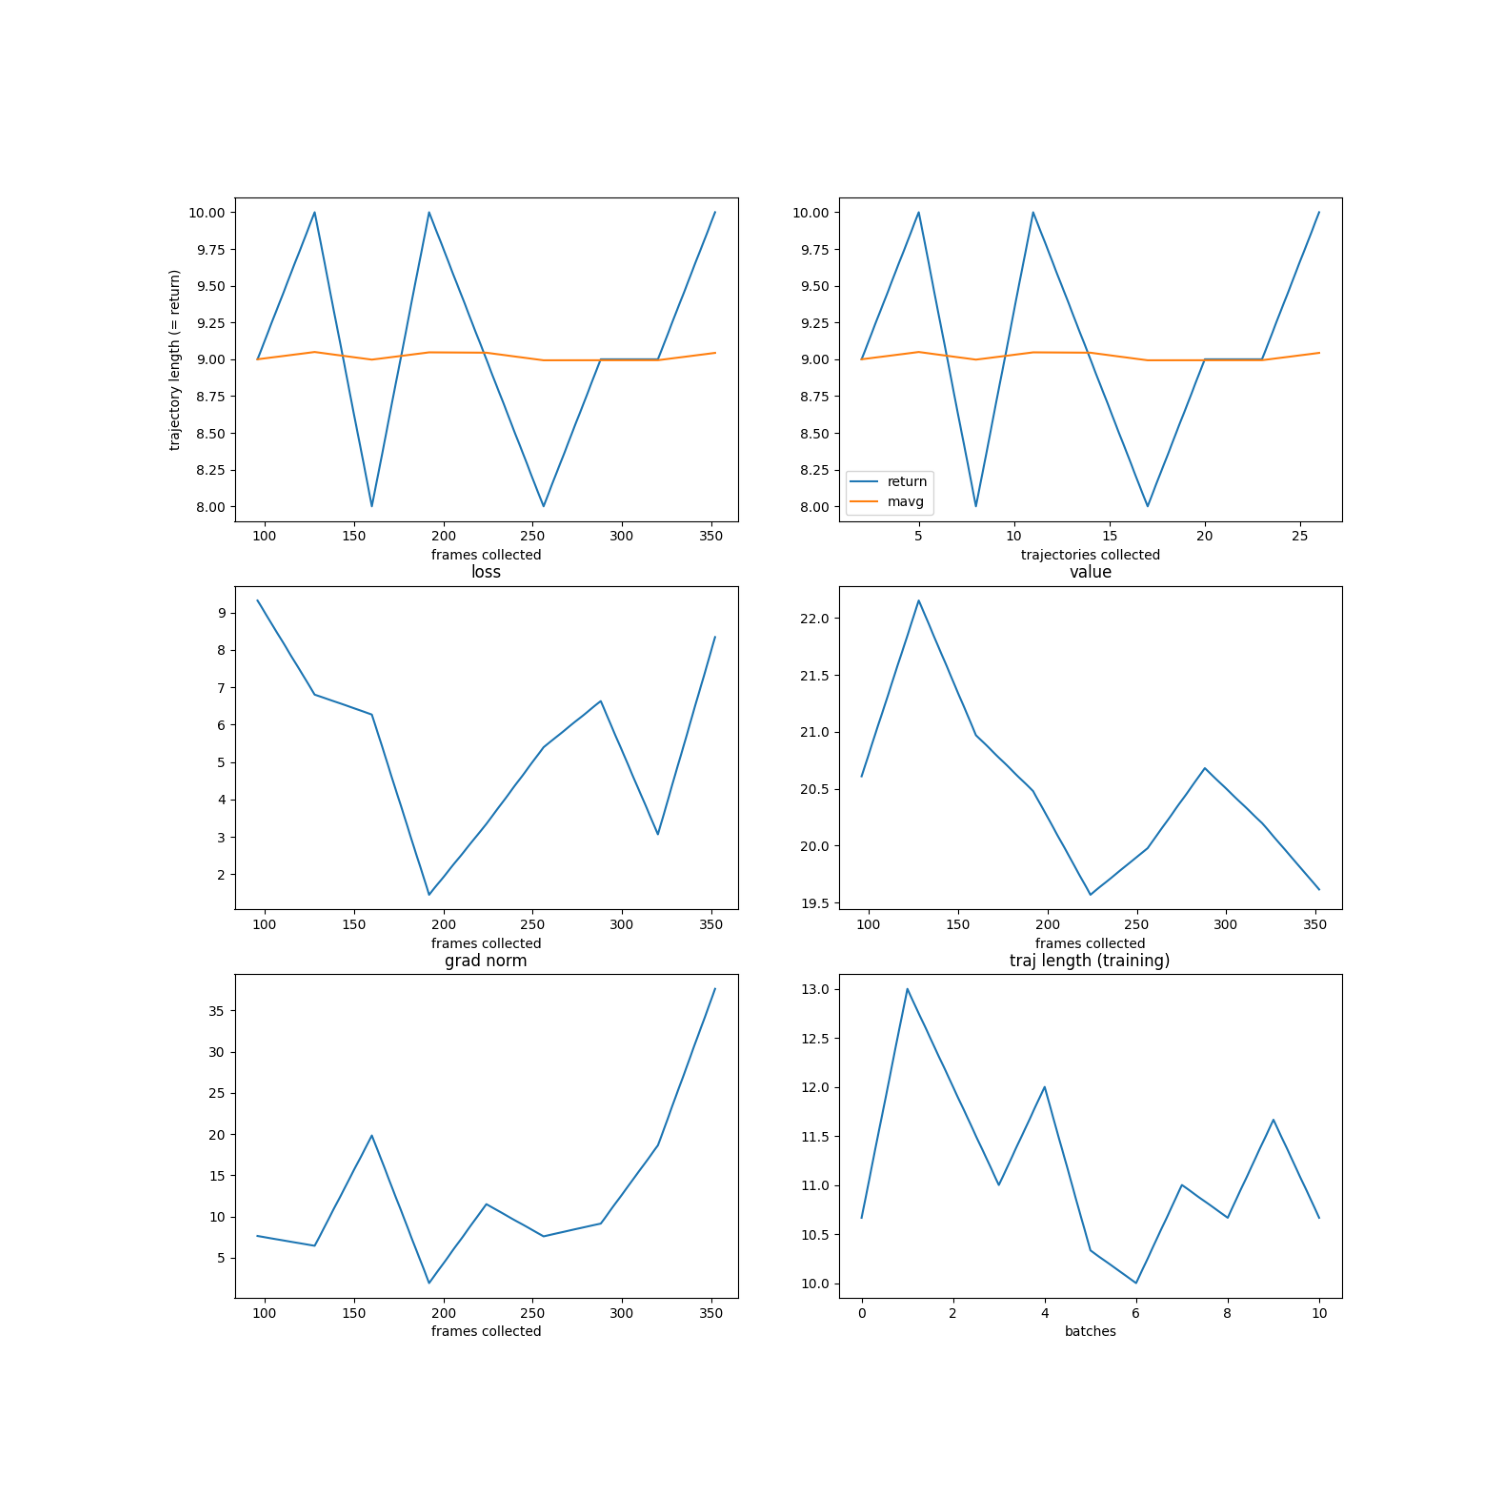 10.00
9.75
9.50
9.25
9.00
8.75
8.50
8.25
8.00
trajectory length (= return)
100 150 200 250 300 350
frames collected
10.00
9.75
9.50
9.25
9.00
8.75
8.50
8.25
8.00
return
mavg
5 10 15 20 25
trajectories collected
loss
9
8
7
6
5
4
3
2
100 150 200 250 300 350
frames collected
value
22.0
21.5
21.0
20.5
20.0
19.5
100 150 200 250 300 350
frames collected
grad norm
35
30
25
20
15
10
5
100 150 200 250 300 350
frames collected
traj length (training)
13.0
12.5
12.0
11.5
11.0
10.5
10.0
0 2 4 6 8 10
batches